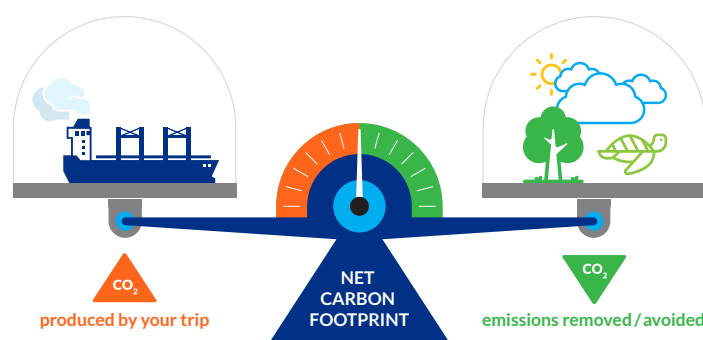 CO₂
produced by your trip
NET
CARBON
FOOTPRINT
CO₂
emissions removed / avoided